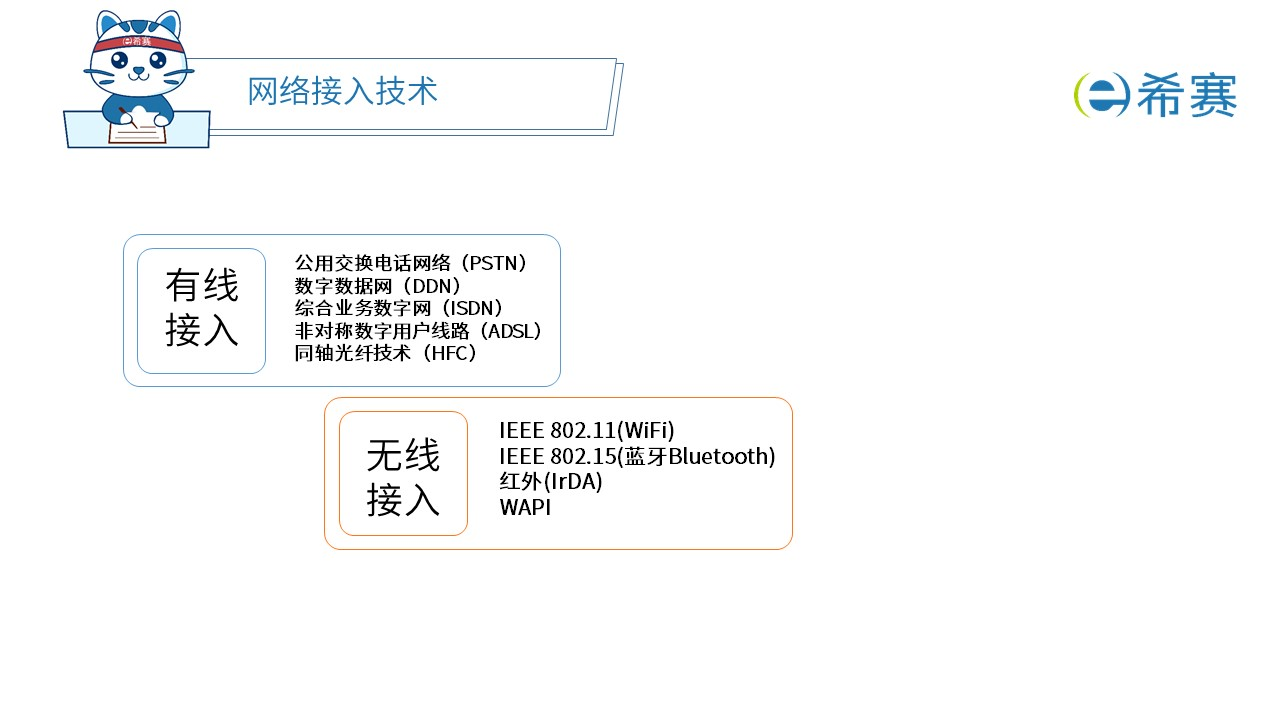 希赛
网络接入技术
希赛
有线
接入
公用交换电话网络（PSTN）
数字数据网（DDN）
综合业务数字网（ISDN）
非对称数字用户线路（ADSL）
同轴光纤技术（HFC）
无线
接入
IEEE 802.11(WiFi)
IEEE 802.15(蓝牙Bluetooth)
红外(IrDA)
WAPI